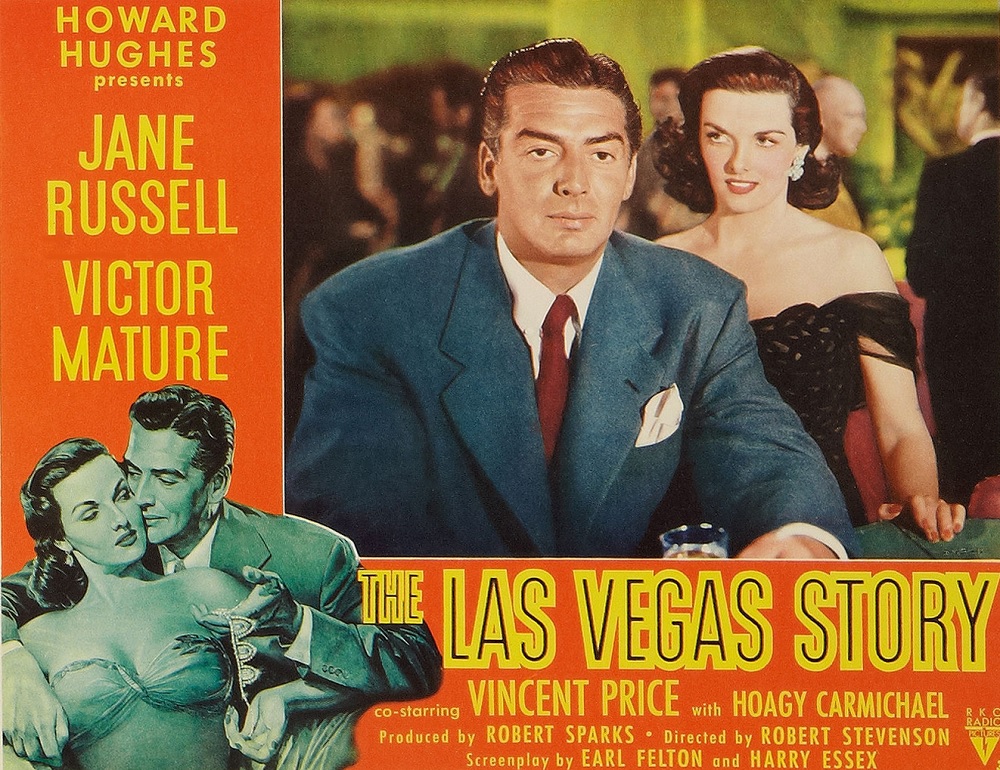 HOWARD
HUGHES
presents
JANE
RUSSELL
VICTOR
MATURE
THE LAS VEGAS STORY
co-starring VINCENT PRICE with HOAGY CARMICHAEL
Produced by ROBERT SPARKS • Directed by ROBERT STEVENSON
Screenplay by EARL FELTON and HARRY ESSEX
RKO
RADIO
PICTURES